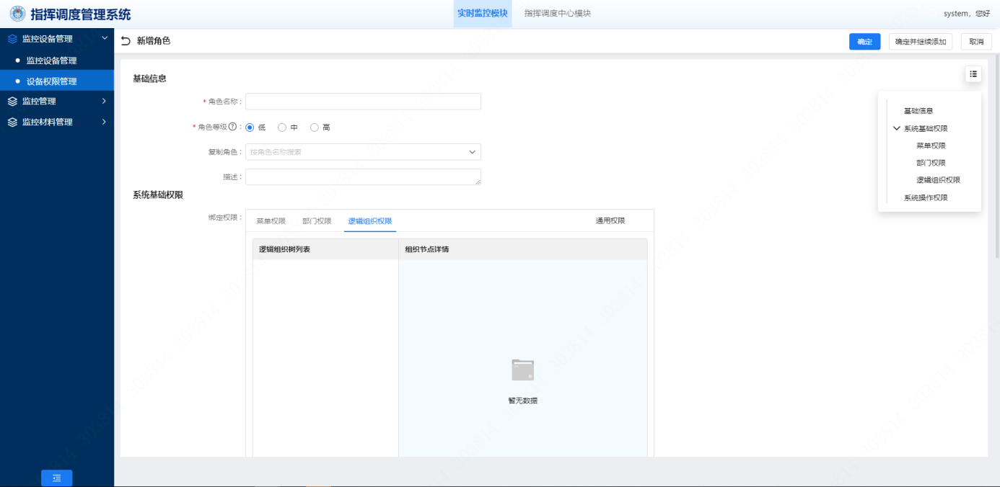 指挥调度管理系统
实时监控模块
指挥调度中心模块
system，您好
监控设备管理
监控设备管理
设备权限管理
监控管理
监控材料管理
新增角色
确定
确定并继续添加
取消
基础信息
* 角色名称：
* 角色等级 ? ： 低 中 高
复制角色： 按角色名称搜索
描述：
系统基础权限
绑定权限：
菜单权限 部门权限 逻辑组织权限 通用权限
逻辑组织树列表 组织节点详情
暂无数据
基础信息
系统基础权限
菜单权限
部门权限
逻辑组织权限
系统操作权限
303814